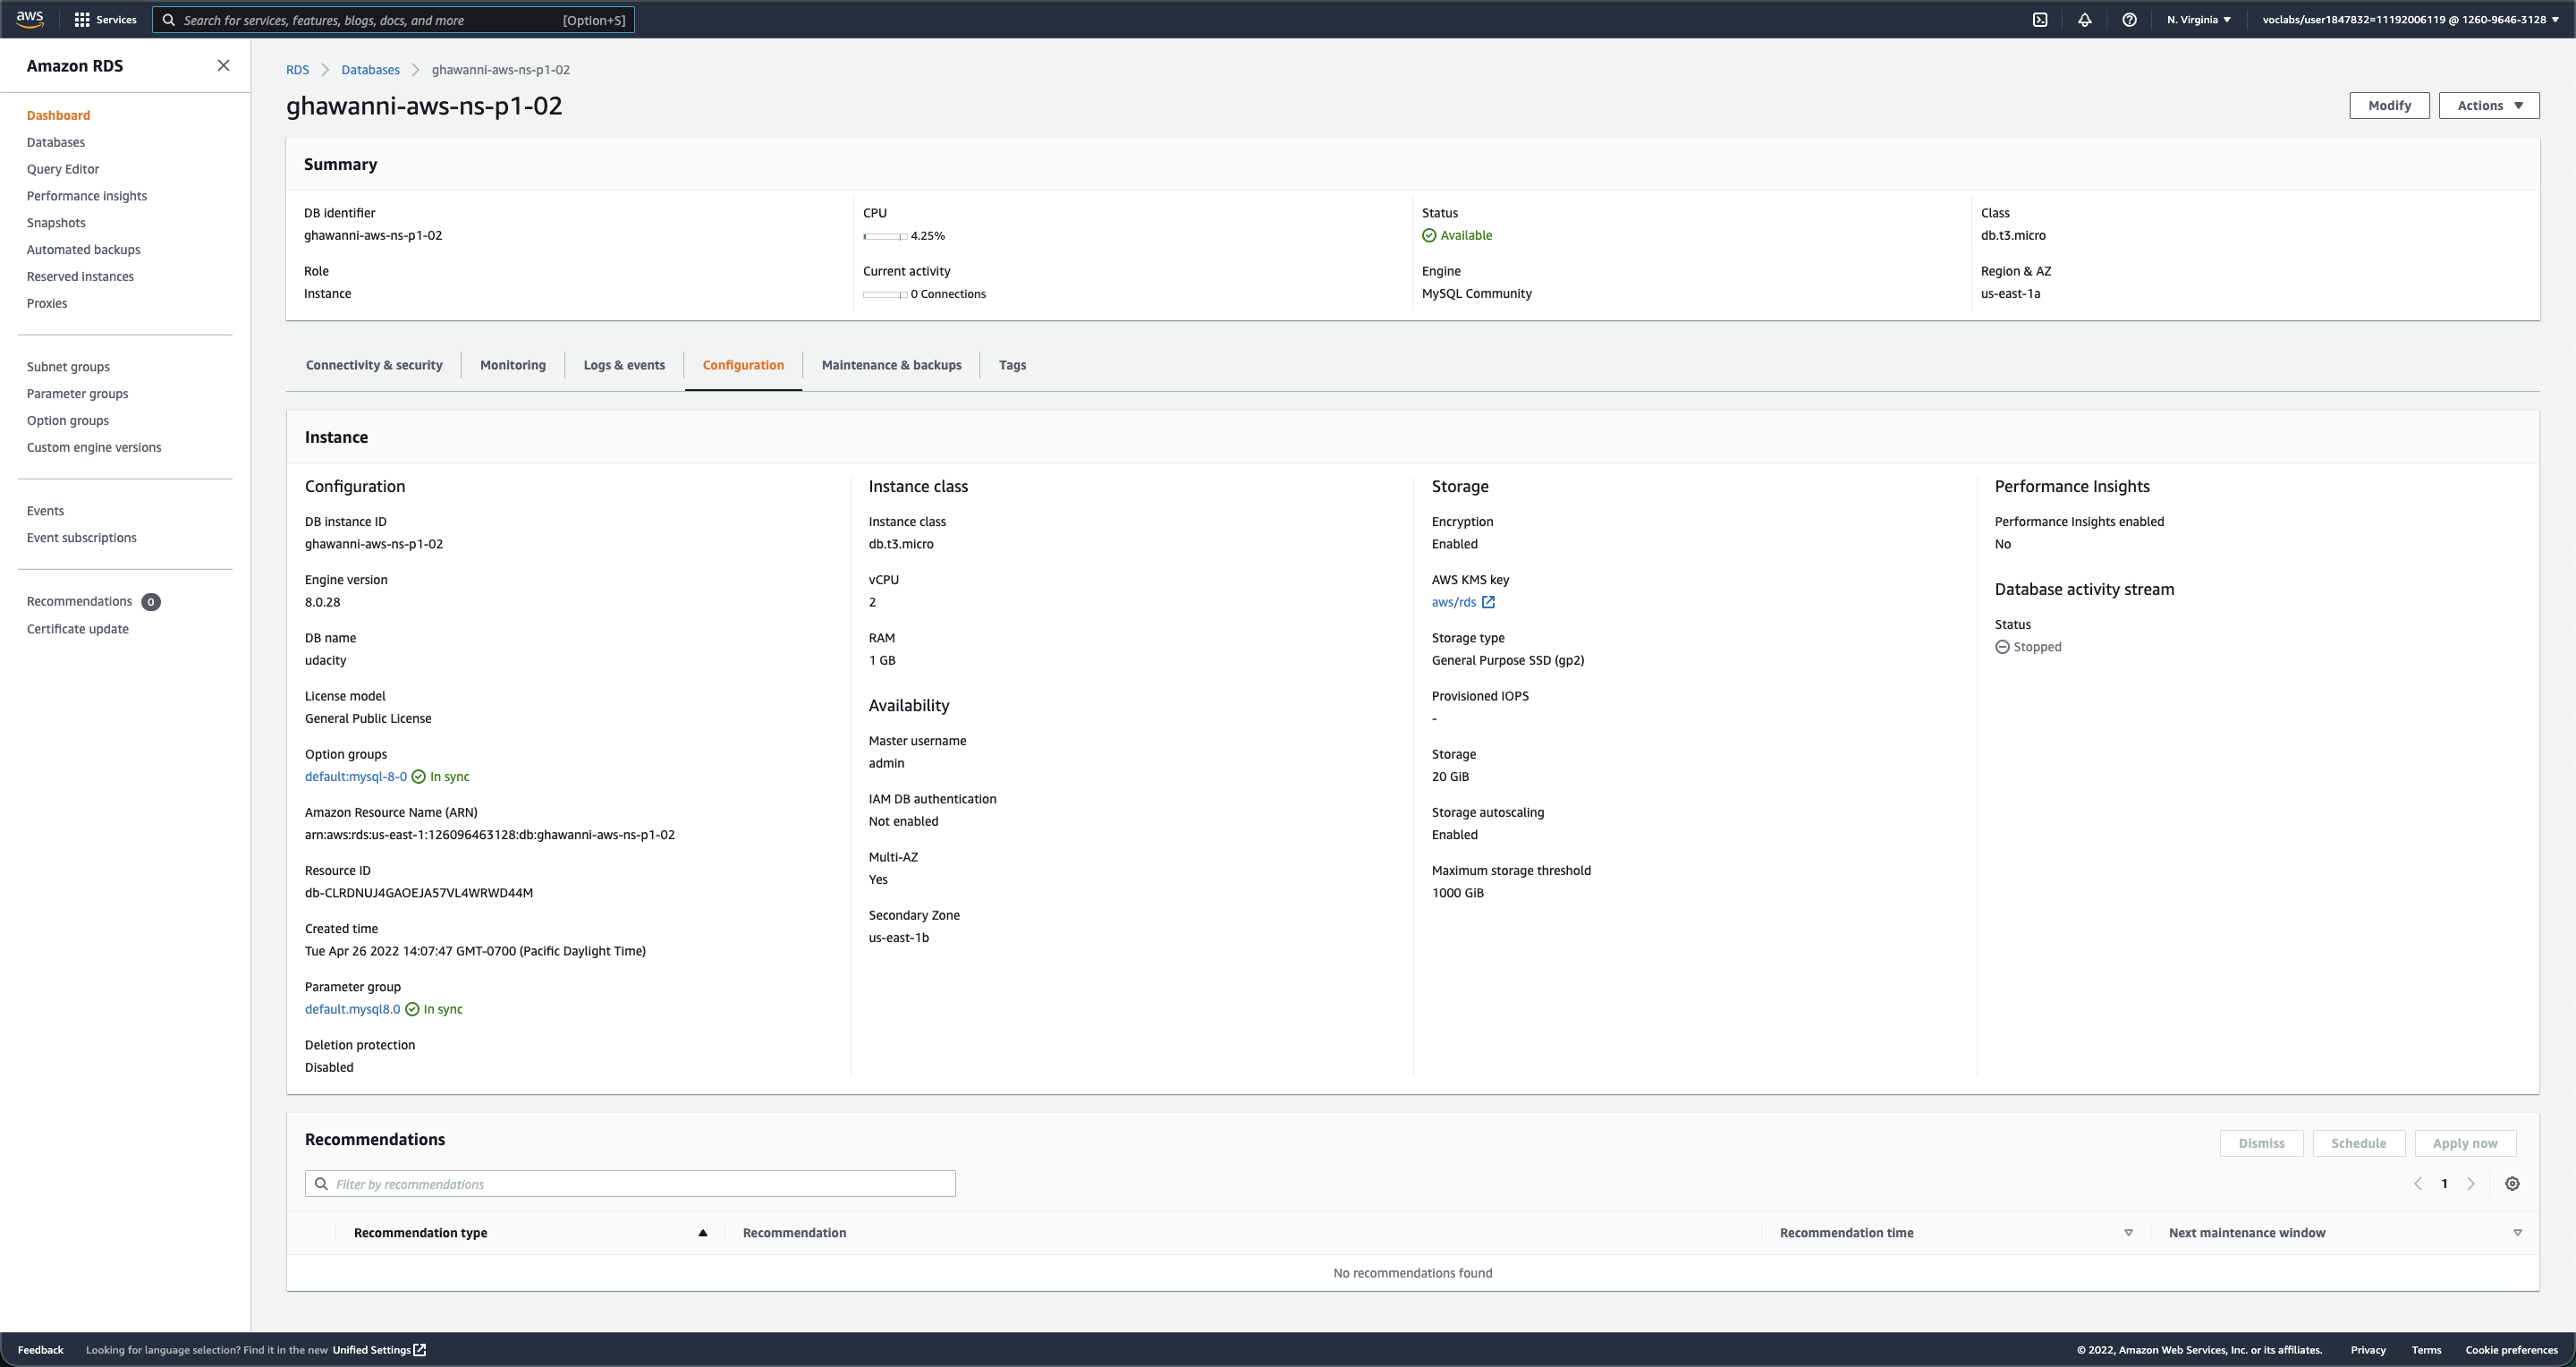 aws
Services
Search for services, features, blogs, docs, and more
[Option+S]
N. Virginia
voclabs/user1847832=11192006119 @ 1260-9646-3128
Amazon RDS
Dashboard
Databases
Query Editor
Performance insights
Snapshots
Automated backups
Reserved instances
Proxies
Subnet groups
Parameter groups
Option groups
Custom engine versions
Events
Event subscriptions
Recommendations 0
Certificate update
RDS
Databases
ghawanni-aws-ns-p1-02
ghawanni-aws-ns-p1-02
Modify
Actions
Summary
DB identifier
ghawanni-aws-ns-p1-02
Role
Instance
CPU
4.25%
Current activity
0 Connections
Status
Available
Engine
MySQL Community
Class
db.t3.micro
Region & AZ
us-east-1a
Connectivity & security
Monitoring
Logs & events
Configuration
Maintenance & backups
Tags
Instance
Configuration
DB instance ID
ghawanni-aws-ns-p1-02
Engine version
8.0.28
DB name
udacity
License model
General Public License
Option groups
default:mysql-8-0 In sync
Amazon Resource Name (ARN)
arn:aws:rds:us-east-1:126096463128:db:ghawanni-aws-ns-p1-02
Resource ID
db-CLRDNUJ4GAOEJA57VL4WRWD44M
Created time
Tue Apr 26 2022 14:07:47 GMT-0700 (Pacific Daylight Time)
Parameter group
default.mysql8.0 In sync
Deletion protection
Disabled
Instance class
Instance class
db.t3.micro
vCPU
2
RAM
1 GB
Availability
Master username
admin
IAM DB authentication
Not enabled
Multi-AZ
Yes
Secondary Zone
us-east-1b
Storage
Encryption
Enabled
AWS KMS key
aws/rds
Storage type
General Purpose SSD (gp2)
Provisioned IOPS
-
Storage
20 GiB
Storage autoscaling
Enabled
Maximum storage threshold
1000 GiB
Performance Insights
Performance Insights enabled
No
Database activity stream
Status
Stopped
Recommendations
Dismiss
Schedule
Apply now
Filter by recommendations
1
Recommendation type
Recommendation
Recommendation time
Next maintenance window
No recommendations found
Feedback
Looking for language selection? Find it in the new Unified Settings
© 2022, Amazon Web Services, Inc. or its affiliates.
Privacy
Terms
Cookie preferences